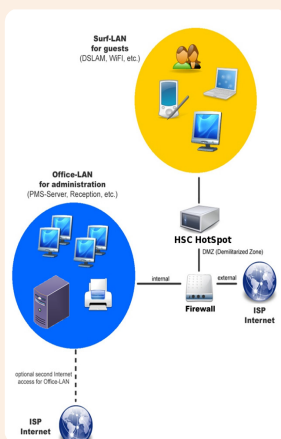 Surf-LAN
for guests
(DSLAM, WiFi, etc.)
Office-LAN
for administration
(PMS-Server, Reception, etc.)
HSC HotSpot
DMZ (Demilitarized Zone)
internal
external
Firewall
ISP
Internet
optional second Internet
access for Office-LAN
ISP
Internet